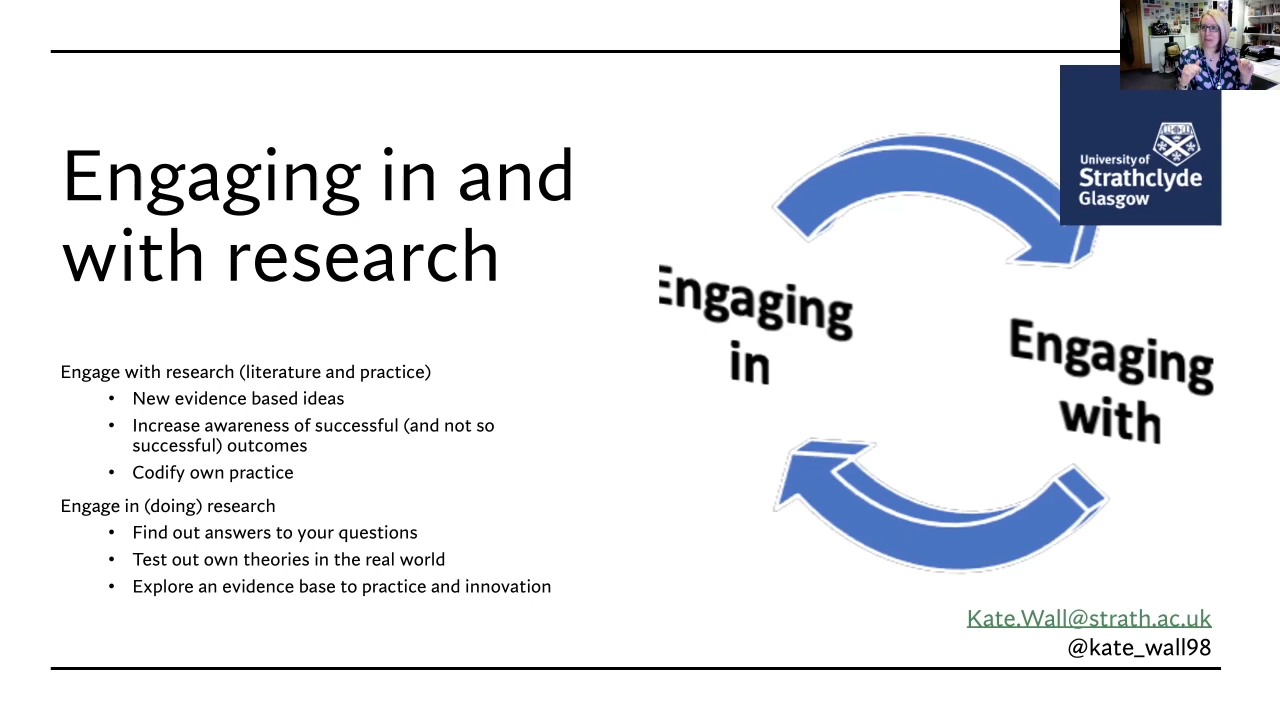 Engaging in and
with research
Engage with research (literature and practice)
• New evidence based ideas
• Increase awareness of successful (and not so
successful) outcomes
• Codify own practice
Engage in (doing) research
• Find out answers to your questions
• Test out own theories in the real world
• Explore an evidence base to practice and innovation
Engaging
in
Engaging
with
University of
Strathclyde
Glasgow
Kate.Wall@strath.ac.uk
@kate_wall98